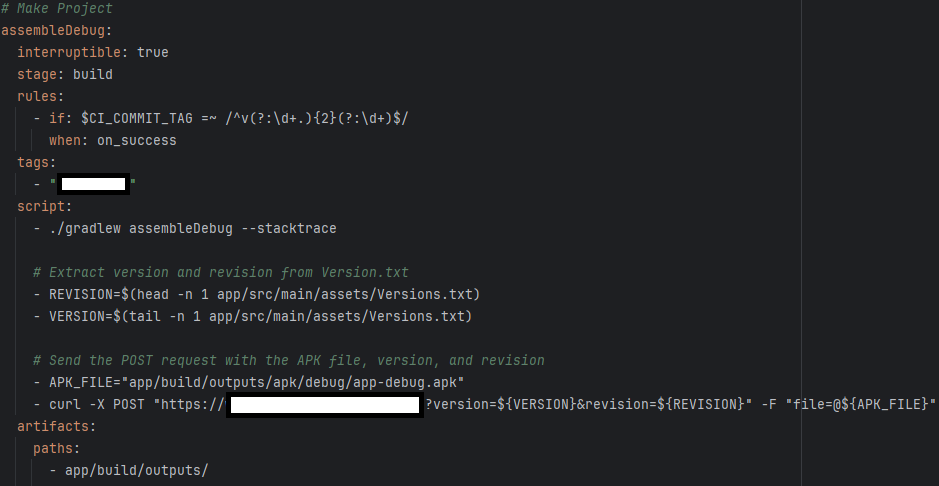 # Make Project
assembleDebug:
  interruptible: true
  stage: build
  rules:
    - if: $CI_COMMIT_TAG =~ /^v(?:\d+.){2}(?:\d+)$/
      when: on_success
  tags:
    - ""
  script:
    - ./gradlew assembleDebug --stacktrace

    # Extract version and revision from Version.txt
    - REVISION=$(head -n 1 app/src/main/assets/Versions.txt)
    - VERSION=$(tail -n 1 app/src/main/assets/Versions.txt)

    # Send the POST request with the APK file, version, and revision
    - APK_FILE="app/build/outputs/apk/debug/app-debug.apk"
    - curl -X POST "https://?version=${VERSION}&revision=${REVISION}" -F "file=@${APK_FILE}"
  artifacts:
    paths:
      - app/build/outputs/